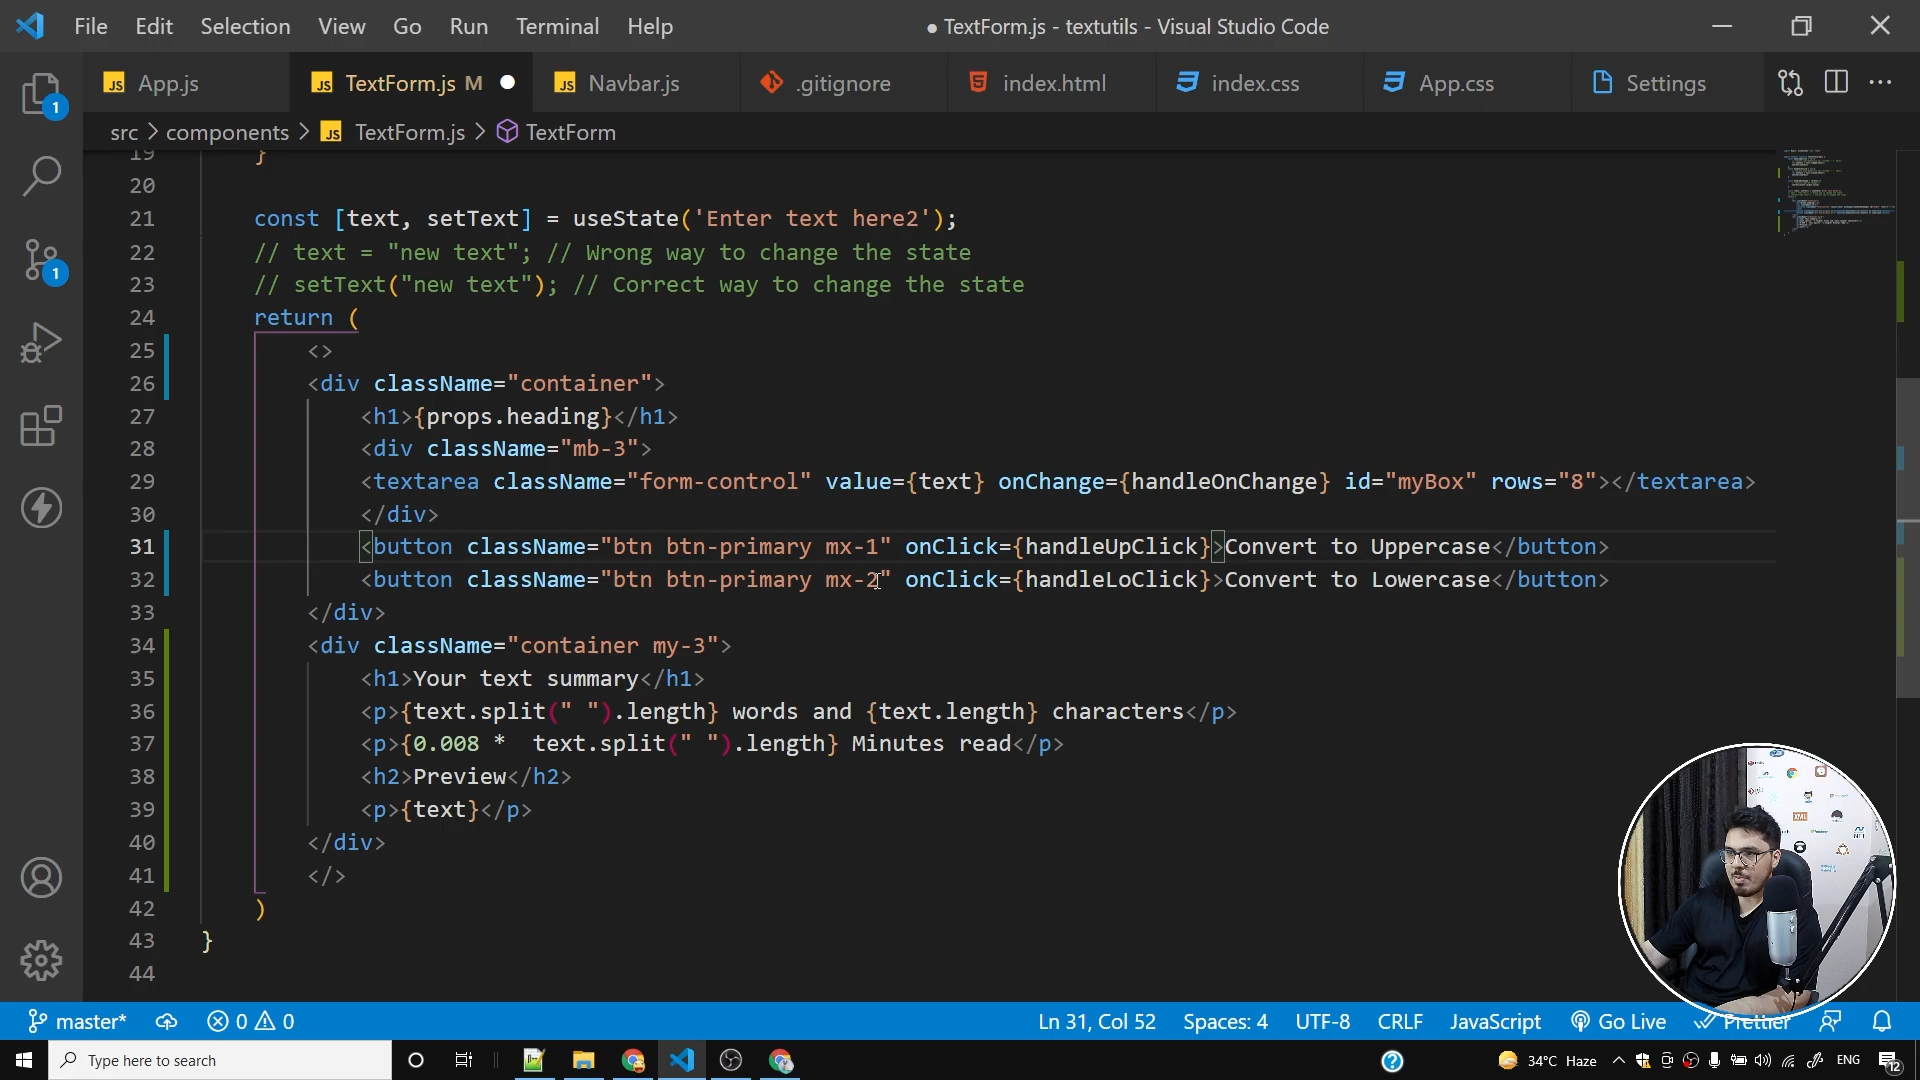 File Edit Selection View Go Run Terminal Help
● TextForm.js - textutils - Visual Studio Code
JS App.js
JS TextForm.js M
JS Navbar.js
.gitignore
index.html
index.css
App.css
Settings
src > components > JS TextForm.js > TextForm
1
1
19 }
20
21 const [text, setText] = useState('Enter text here2');
22 // text = "new text"; // Wrong way to change the state
23 // setText("new text"); // Correct way to change the state
24 return (
25 <>
26 <div className="container">
27 <h1>{props.heading}</h1>
28 <div className="mb-3">
29 <textarea className="form-control" value={text} onChange={handleOnChange} id="myBox" rows="8"></textarea>
30 </div>
31 <button className="btn btn-primary mx-1" onClick={handleUpClick}>Convert to Uppercase</button>
32 <button className="btn btn-primary mx-2" onClick={handleLoClick}>Convert to Lowercase</button>
33 </div>
34 <div className="container my-3">
35 <h1>Your text summary</h1>
36 <p>{text.split(" ").length} words and {text.length} characters</p>
37 <p>{0.008 *  text.split(" ").length} Minutes read</p>
38 <h2>Preview</h2>
39 <p>{text}</p>
40 </div>
41 </>
42 )
43 }
44
master* 0 0 Ln 31, Col 52 Spaces: 4 UTF-8 CRLF JavaScript Go Live Prettier
Type here to search
34°C Haze ENG 12